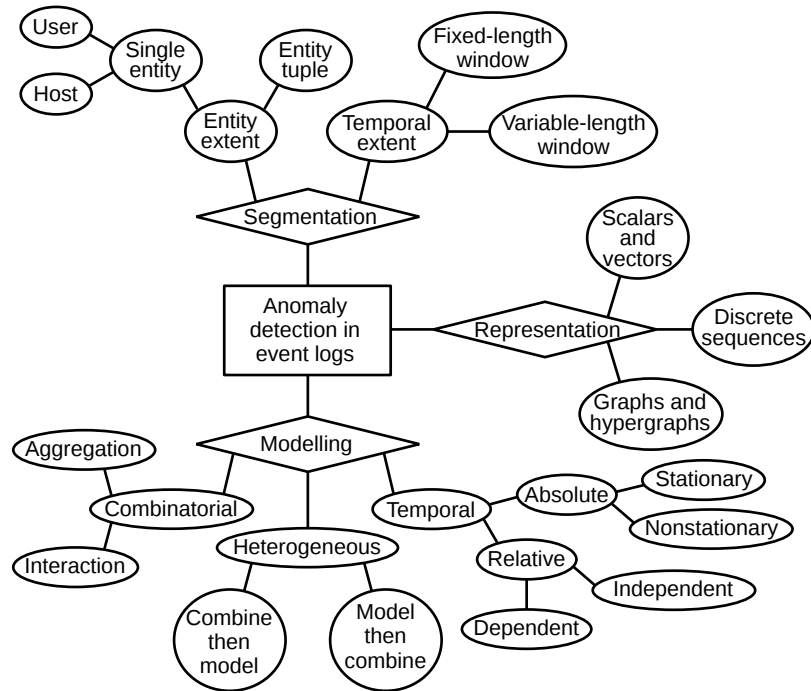 User
Single
entity
Host
Entity
tuple
Entity
extent
Fixed-length
window
Temporal
extent
Variable-length
window
Segmentation
Scalars
and
vectors
Anomaly
detection in
event logs
Representation
Discrete
sequences
Graphs and
hypergraphs
Modelling
Aggregation
Combinatorial
Interaction
Heterogeneous
Combine
then
model
Model
then
combine
Temporal
Absolute
Stationary
Nonstationary
Relative
Independent
Dependent